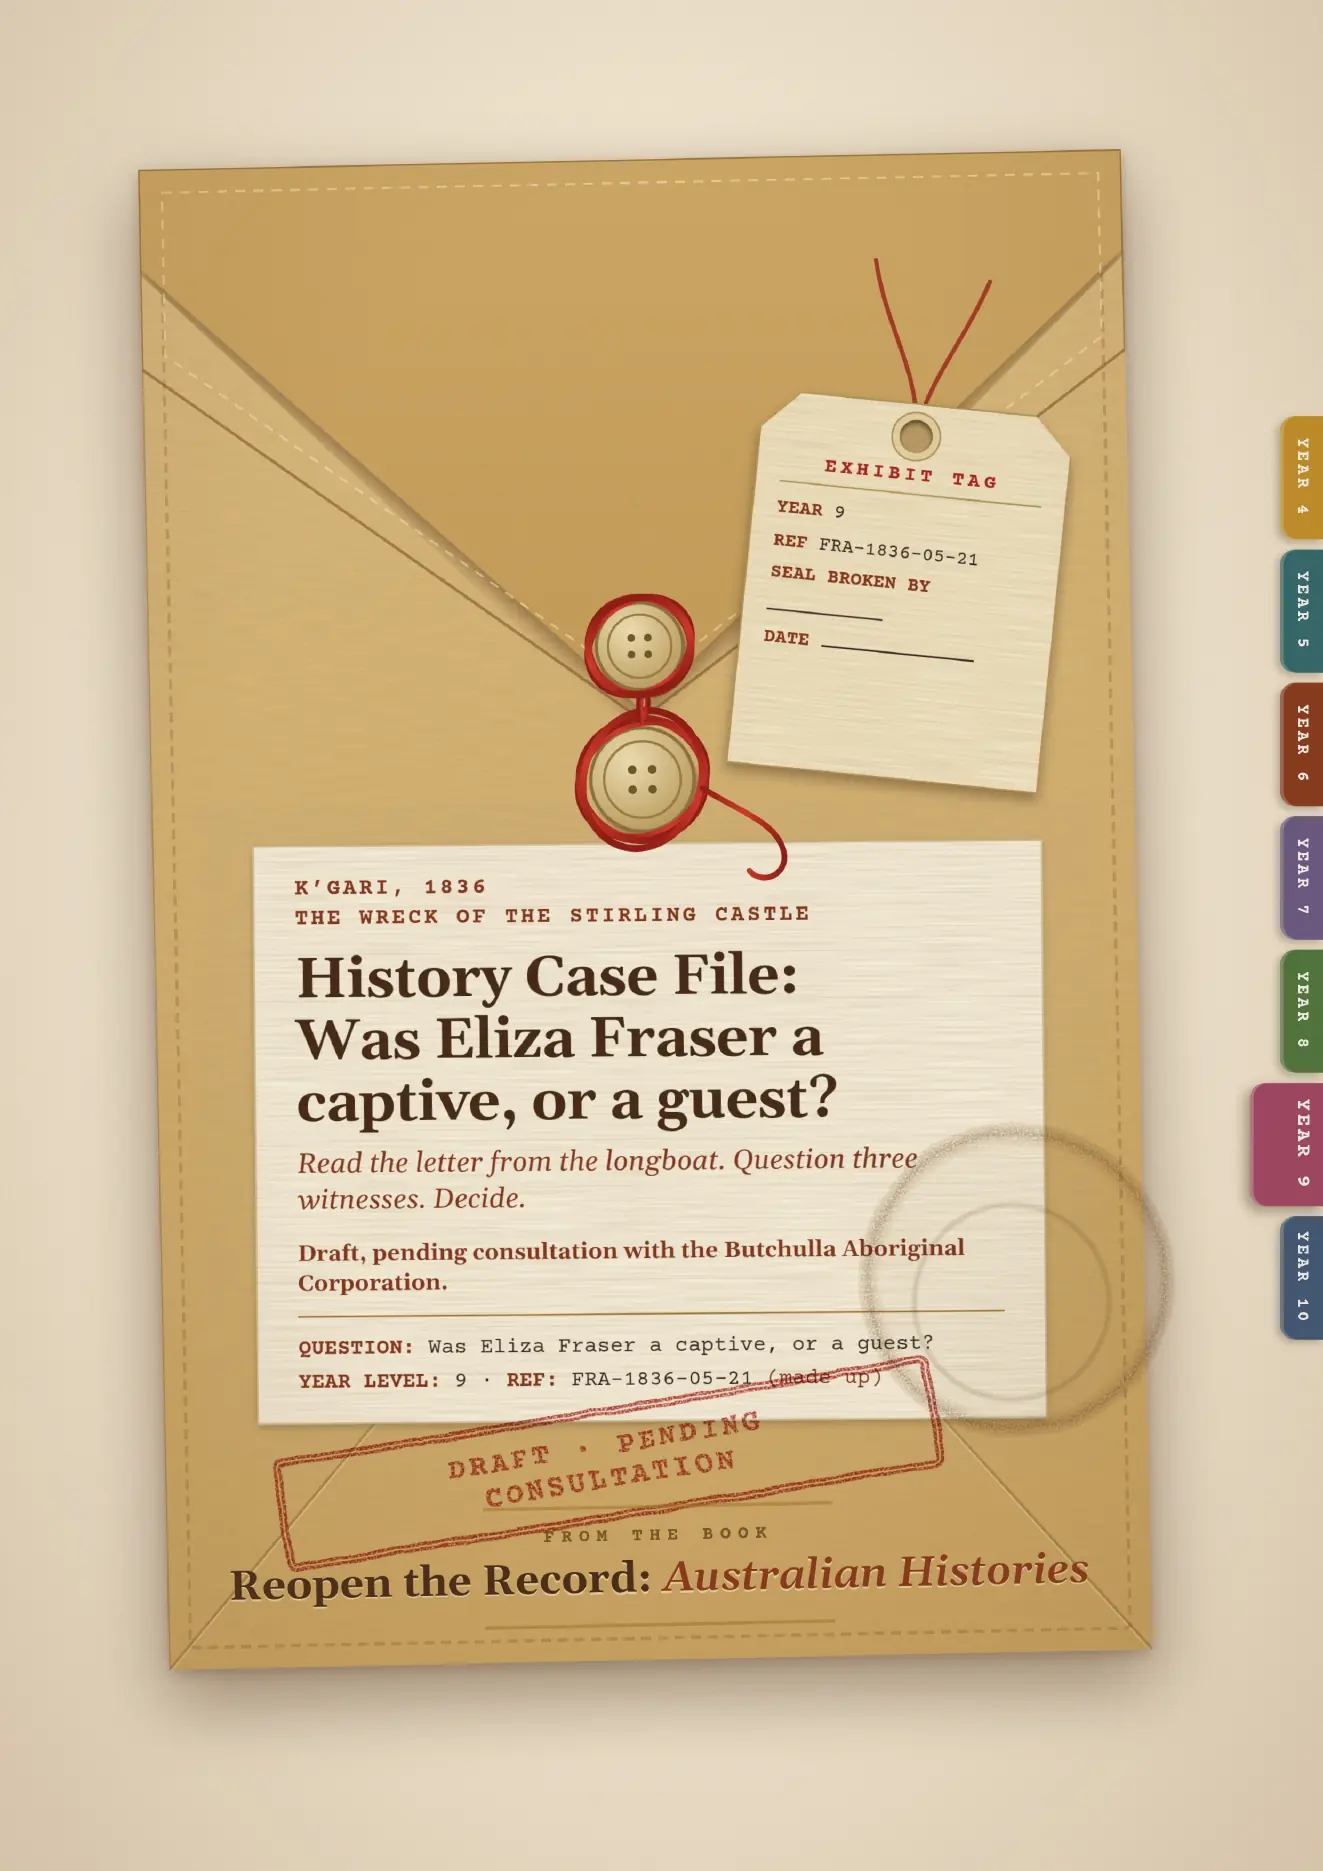 EXHIBIT TAG
YEAR 9
REF FRA-1836-05-21
SEAL BROKEN BY
DATE
K’GARI, 1836
THE WRECK OF THE STIRLING CASTLE
History Case File:
Was Eliza Fraser a
captive, or a guest?
Read the letter from the longboat. Question three
witnesses. Decide.
Draft, pending consultation with the Butchulla Aboriginal
Corporation.
QUESTION: Was Eliza Fraser a captive, or a guest?
YEAR LEVEL: 9 · REF: FRA-1836-05-21 (made up)
DRAFT · PENDING
CONSULTATION
FROM THE BOOK
Reopen the Record: Australian Histories
YEAR 4
YEAR 5
YEAR 6
YEAR 7
YEAR 8
YEAR 9
YEAR 10